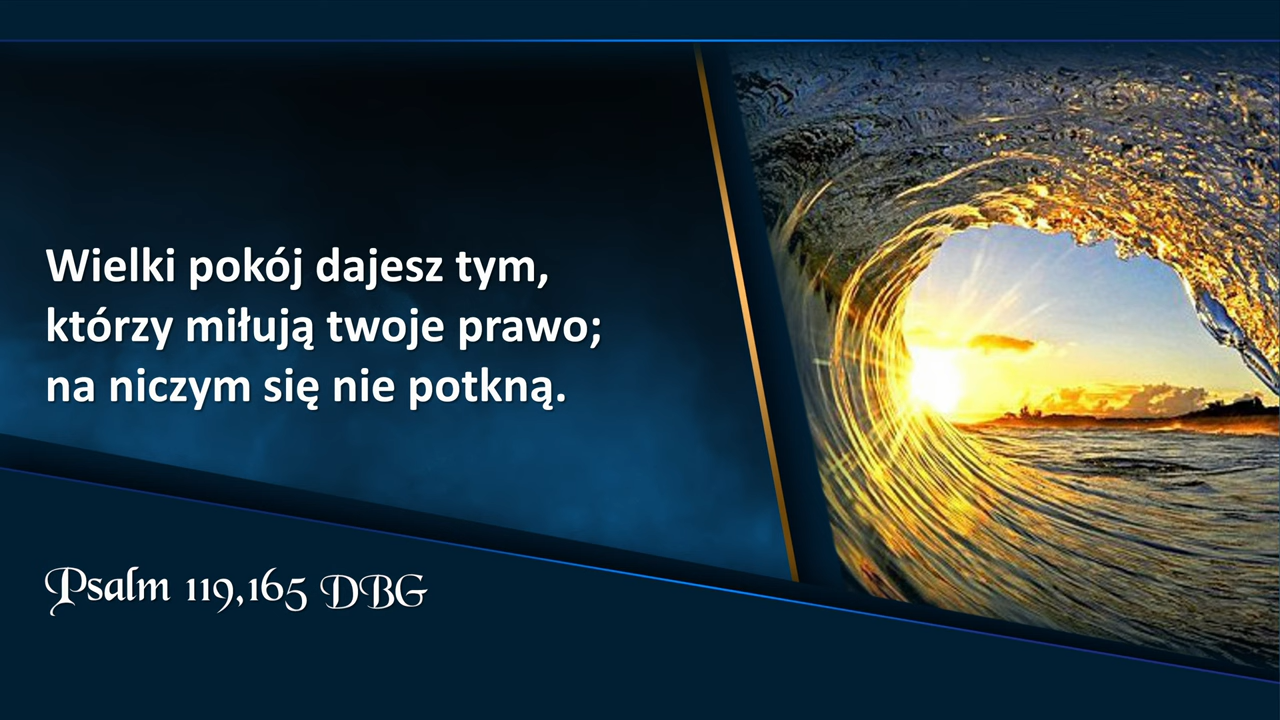 Wielki pokój dajesz tym,
którzy miłują twoje prawo;
na niczym się nie potkną.
Psalm 119,165 DBG